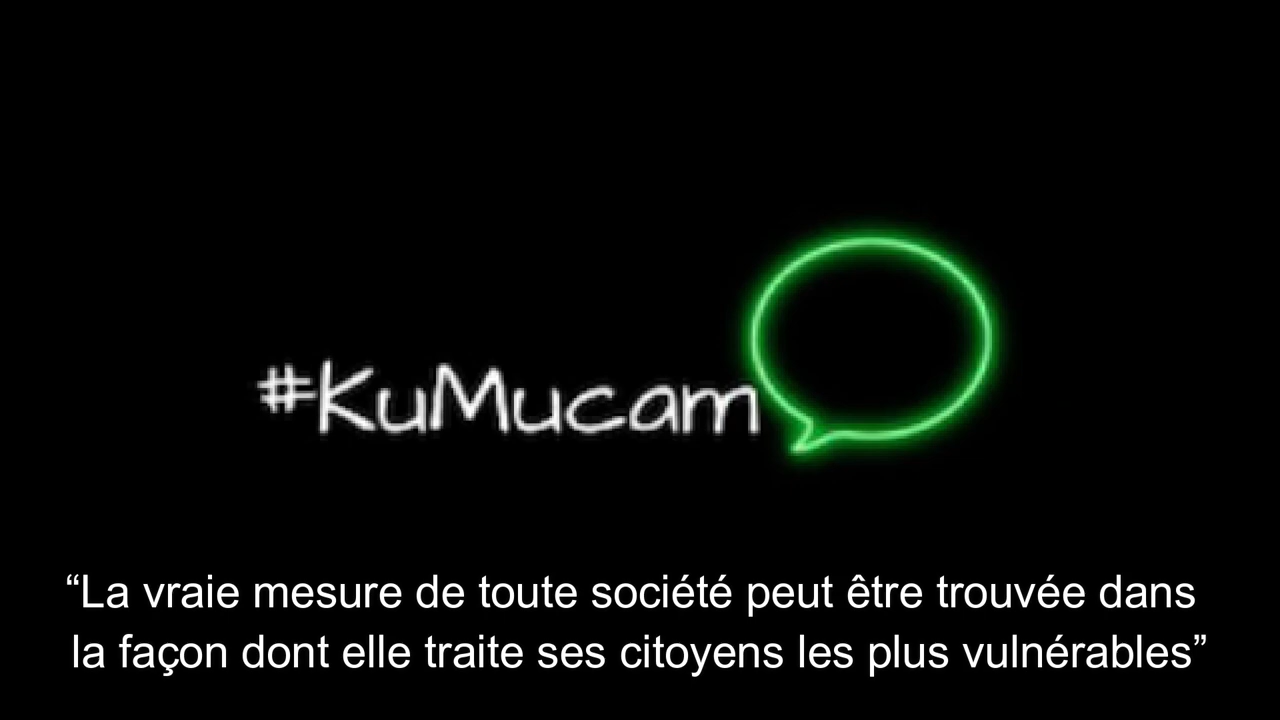 #KuMucam
“La vraie mesure de toute société peut être trouvée dans
la façon dont elle traite ses citoyens les plus vulnérables”